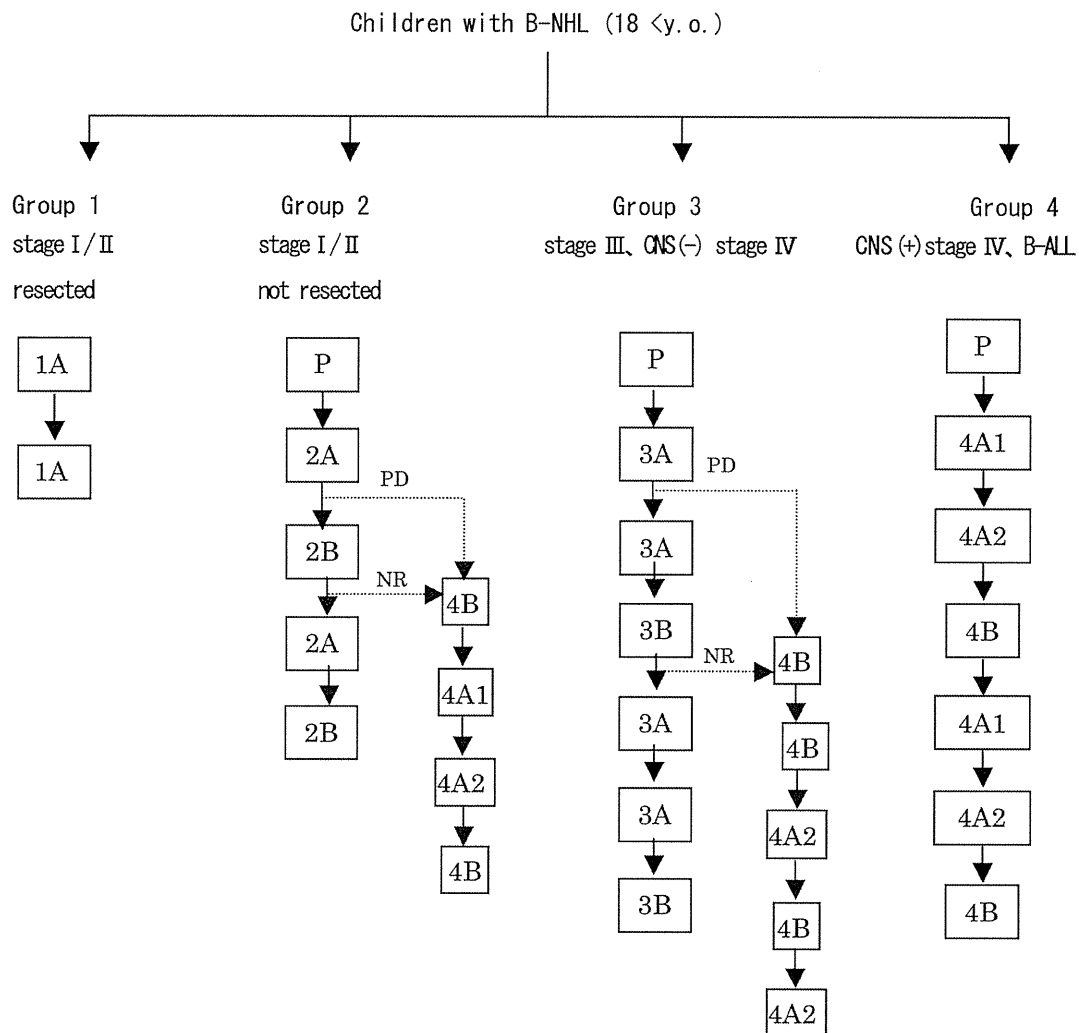 Children with B-NHL (18 <y.o.)
Group 1
stage Ⅰ/Ⅱ
resected
1A
1A
Group 2
stage Ⅰ/Ⅱ
not resected
P
2A
PD
2B
NR
2A
2B
4B
4A1
4A2
4B
Group 3
stage Ⅲ、CNS(-) stage Ⅳ
P
3A
PD
3A
3B
NR
3A
3A
3B
4B
4B
4A2
4B
4A2
Group 4
CNS(+)stage Ⅳ、B-ALL
P
4A1
4A2
4B
4A1
4A2
4B